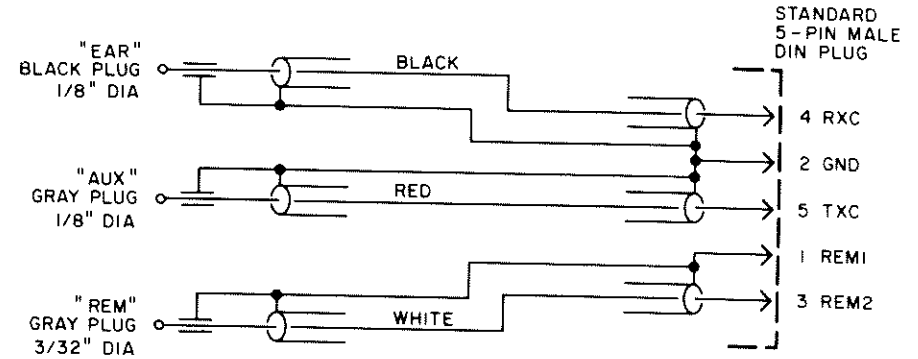 STANDARD
5-PIN MALE
DIN PLUG
"EAR"
BLACK PLUG
1/8" DIA
BLACK
4 RXC
2 GND
"AUX"
GRAY PLUG
1/8" DIA
RED
5 TXC
1 REM1
"REM"
GRAY PLUG
3/32" DIA
WHITE
3 REM2